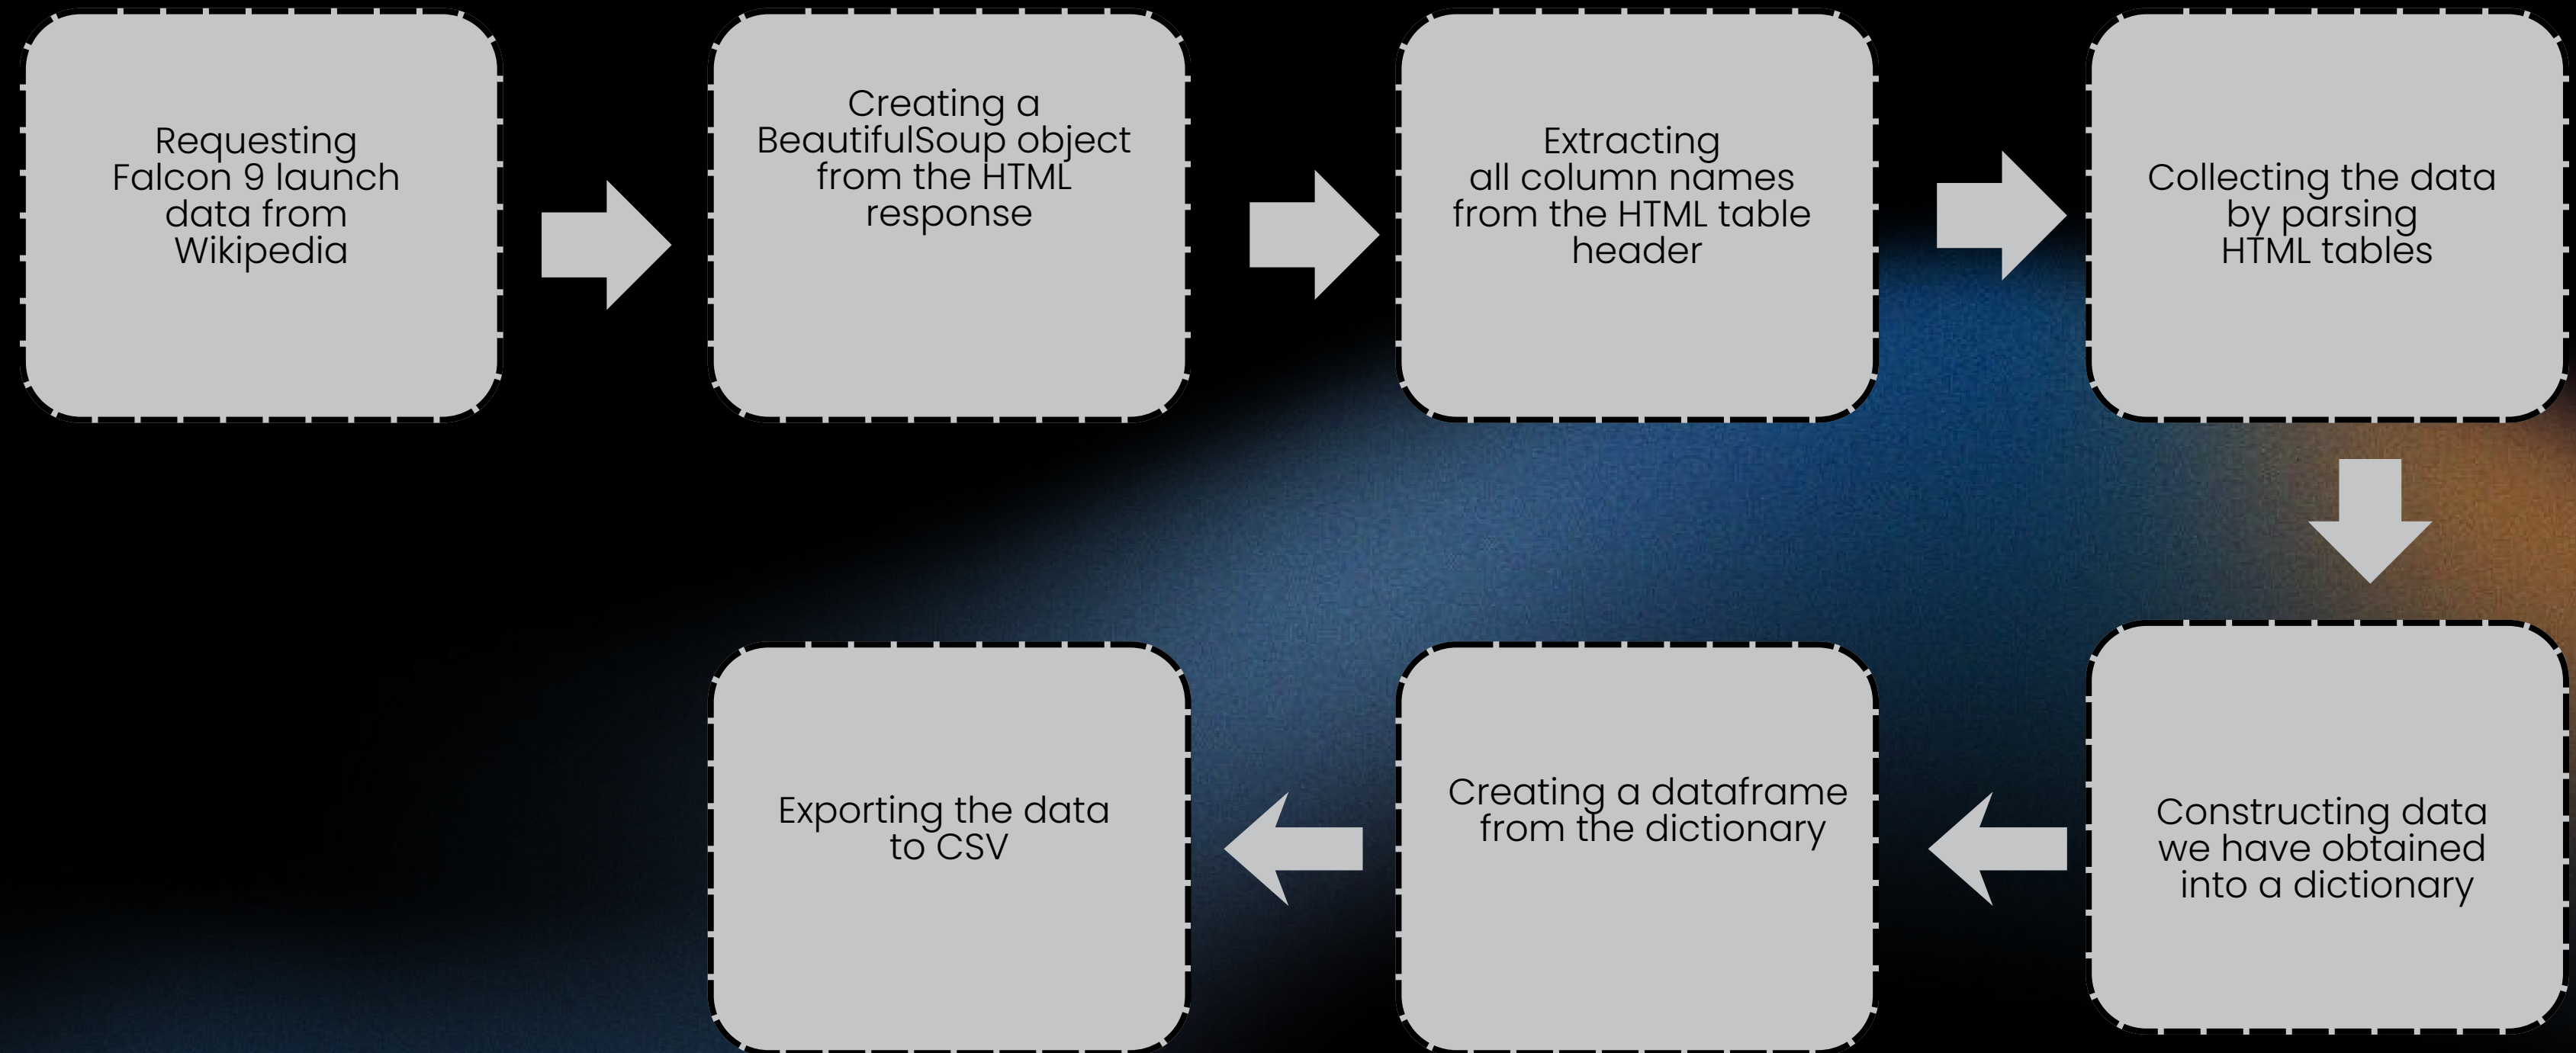 Requesting
Falcon 9 launch
data from
Wikipedia
Creating a
BeautifulSoup object
from the HTML
response
Extracting
all column names
from the HTML table
header
Collecting the data
by parsing
HTML tables
Constructing data
we have obtained
into a dictionary
Creating a dataframe
from the dictionary
Exporting the data
to CSV